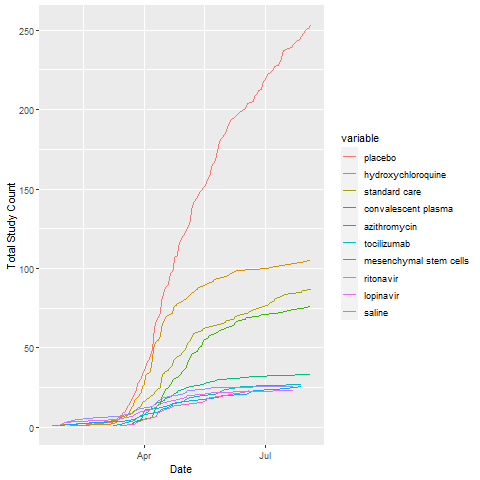 250
200
150
100
50
0
Total Study Count
Apr
Jul
Date
variable
placebo
hydroxychloroquine
standard care
convalescent plasma
azithromycin
tocilizumab
mesenchymal stem cells
ritonavir
lopinavir
saline